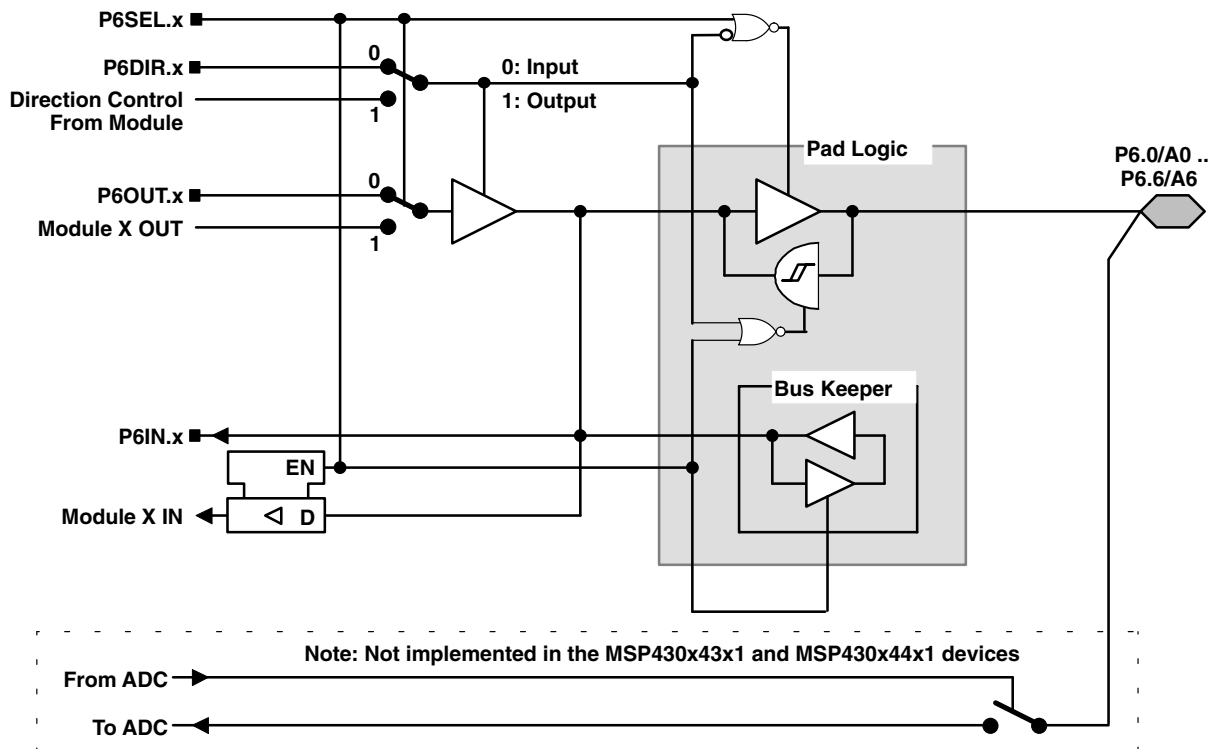 P6SEL.x
P6DIR.x
0
0: Input
1: Output
Direction Control
From Module
1
Pad Logic
P6.0/A0 ..
P6.6/A6
P6OUT.x
0
Module X OUT
1
Bus Keeper
P6IN.x
EN
Module X IN
D
Note: Not implemented in the MSP430x43x1 and MSP430x44x1 devices
From ADC
To ADC